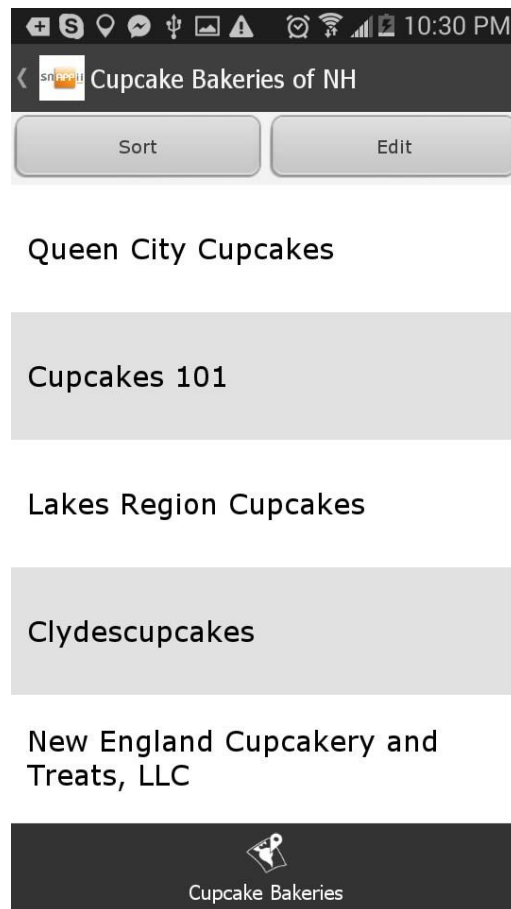 10:30 PM
snappii Cupcake Bakeries of NH
Sort Edit
Queen City Cupcakes
Cupcakes 101
Lakes Region Cupcakes
Clydescupcakes
New England Cupcakery and
Treats, LLC
Cupcake Bakeries